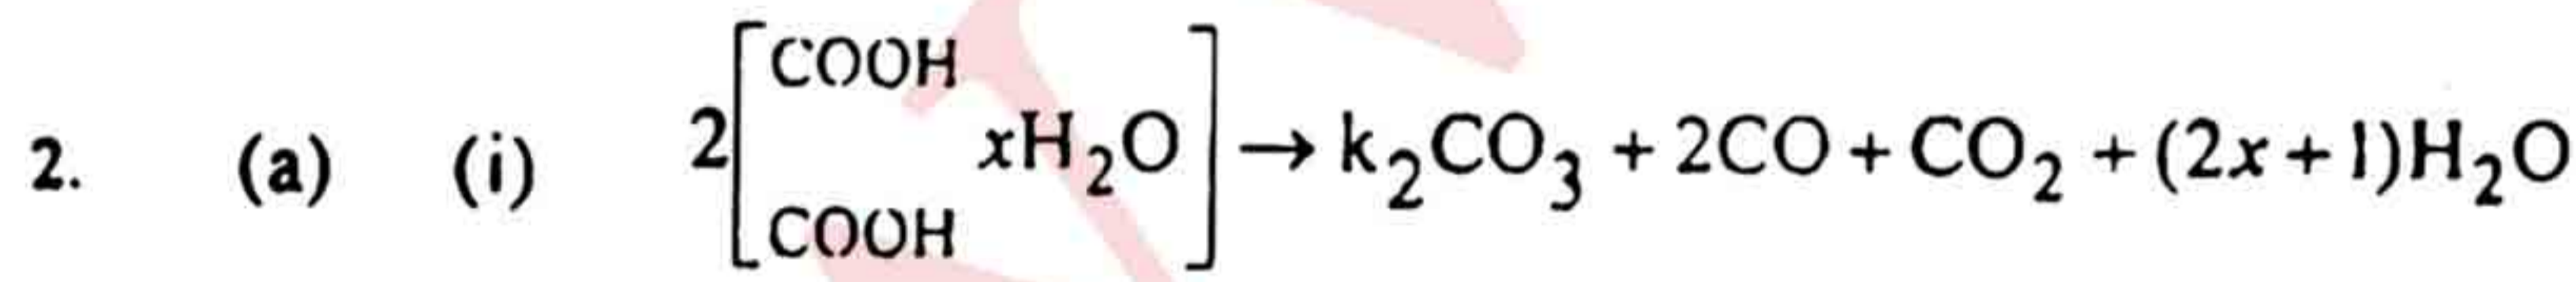 COOH
2. (a) (i) 2[ xH₂O ] → k₂CO₃ + 2CO + CO₂ + (2x + 1)H₂O
COOH